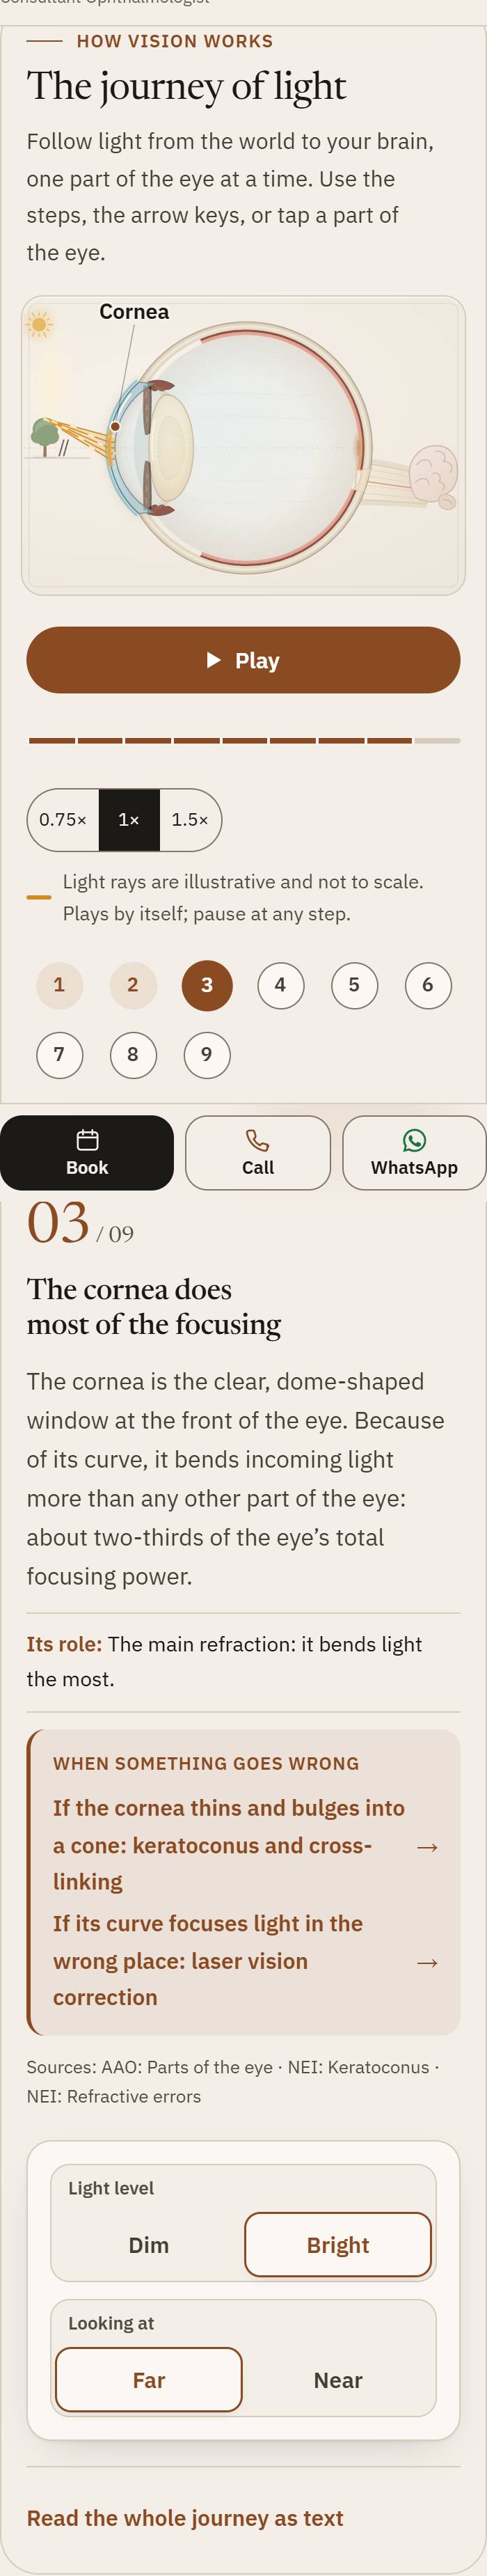 Consultant Ophthalmologist
HOW VISION WORKS
The journey of light
Follow light from the world to your brain,
one part of the eye at a time. Use the
steps, the arrow keys, or tap a part of
the eye.
Cornea
Play
0.75× 1× 1.5×
Light rays are illustrative and not to scale.
Plays by itself; pause at any step.
1 2 3 4 5 6
7 8 9
Book Call WhatsApp
03 / 09
The cornea does
most of the focusing
The cornea is the clear, dome-shaped
window at the front of the eye. Because
of its curve, it bends incoming light
more than any other part of the eye:
about two-thirds of the eye’s total
focusing power.
Its role: The main refraction: it bends light
the most.
WHEN SOMETHING GOES WRONG
If the cornea thins and bulges into
a cone: keratoconus and cross- →
linking
If its curve focuses light in the
wrong place: laser vision →
correction
Sources: AAO: Parts of the eye · NEI: Keratoconus ·
NEI: Refractive errors
Light level
Dim Bright
Looking at
Far Near
Read the whole journey as text